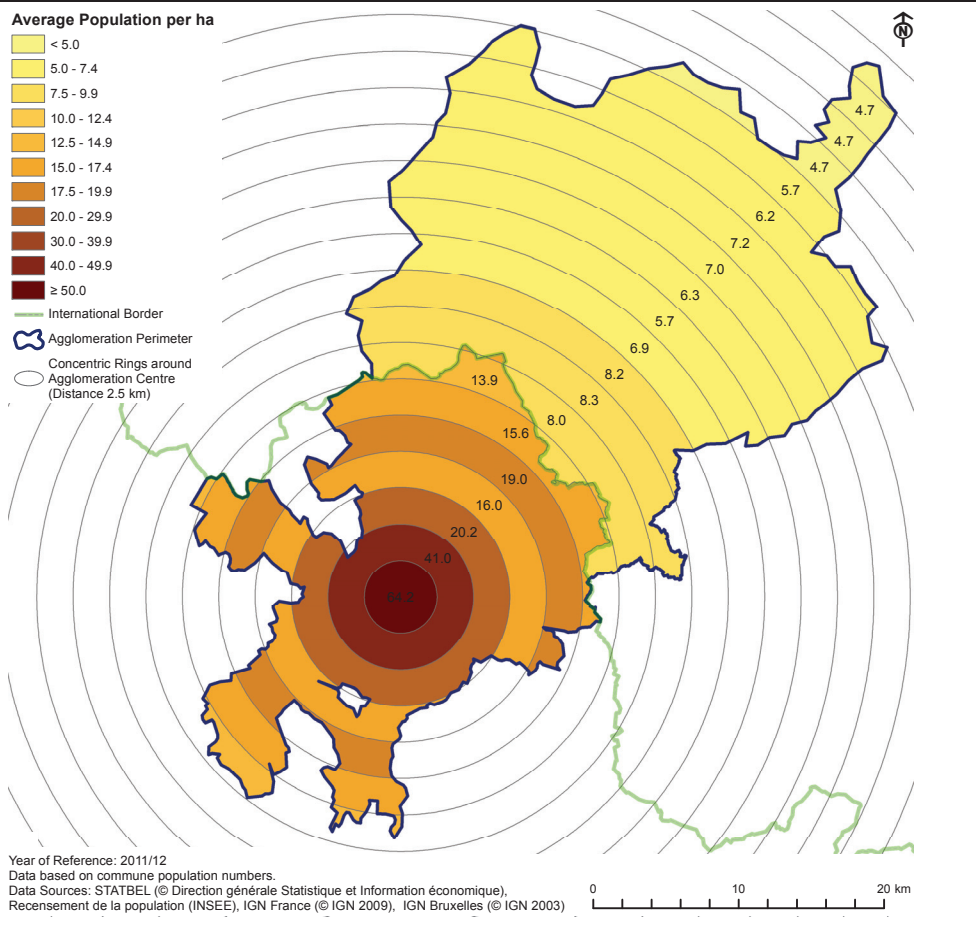 Average Population per ha
< 5.0
5.0 - 7.4
7.5 - 9.9
10.0 - 12.4
12.5 - 14.9
15.0 - 17.4
17.5 - 19.9
20.0 - 29.9
30.0 - 39.9
40.0 - 49.9
≥ 50.0
International Border
Agglomeration Perimeter
Concentric Rings around
Agglomeration Centre
(Distance 2.5 km)
N
4.7
4.7
4.7
5.7
6.2
7.2
7.0
6.3
5.7
6.9
8.2
8.3
8.0
13.9
15.6
19.0
16.0
20.2
41.0
64.2
Year of Reference: 2011/12
Data based on commune population numbers.
Data Sources: STATBEL (© Direction générale Statistique et Information économique),
Recensement de la population (INSEE), IGN France (© IGN 2009), IGN Bruxelles (© IGN 2003)
0 10 20 km